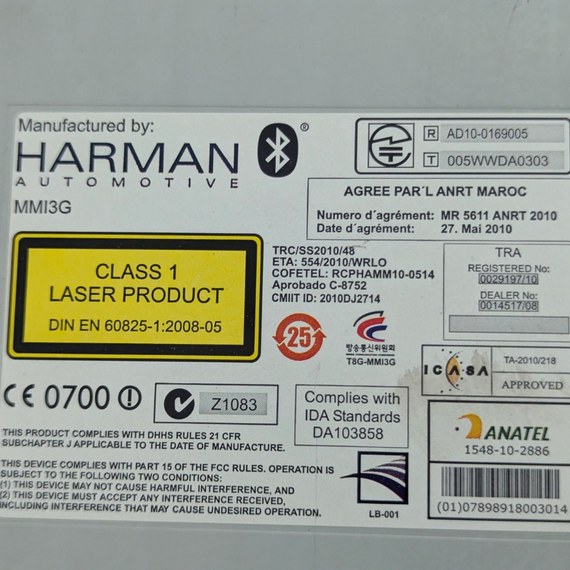 Manufactured by:
HARMAN ®
AUTOMOTIVE
MMI3G
R AD10-0169005
T 005WWDA0303
AGREE PAR´L ANRT MAROC
Numero d´agrément: MR 5611 ANRT 2010
Date d´agrément: 27. Mai 2010
CLASS 1
LASER PRODUCT
DIN EN 60825-1:2008-05
TRC/SS2010/48
ETA: 554/2010/WRLO
COFETEL: RCPHAMM10-0514
Aprobado C-8752
CMIIT ID: 2010DJ2714
TRA
REGISTERED No:
0029197/10
DEALER No:
0014517/08
25
방송통신위원회
T8G-MMI3G
ICASA
TA-2010/218
APPROVED
CE 0700
Z1083
Complies with
IDA Standards
DA103858
ANATEL
1548-10-2886
(01)07898918003014
THIS PRODUCT COMPLIES WITH DHHS RULES 21 CFR
SUBCHAPTER J APPLICABLE TO THE DATE OF MANUFACTURE.
THIS DEVICE COMPLIES WITH PART 15 OF THE FCC RULES. OPERATION IS
SUBJECT TO THE FOLLOWING TWO CONDITIONS:
(1) THIS DEVICE MAY NOT CAUSE HARMFUL INTERFERENCE, AND
(2) THIS DEVICE MUST ACCEPT ANY INTERFERENCE RECEIVED,
INCLUDING INTERFERENCE THAT MAY CAUSE UNDESIRED OPERATION.
LB-001